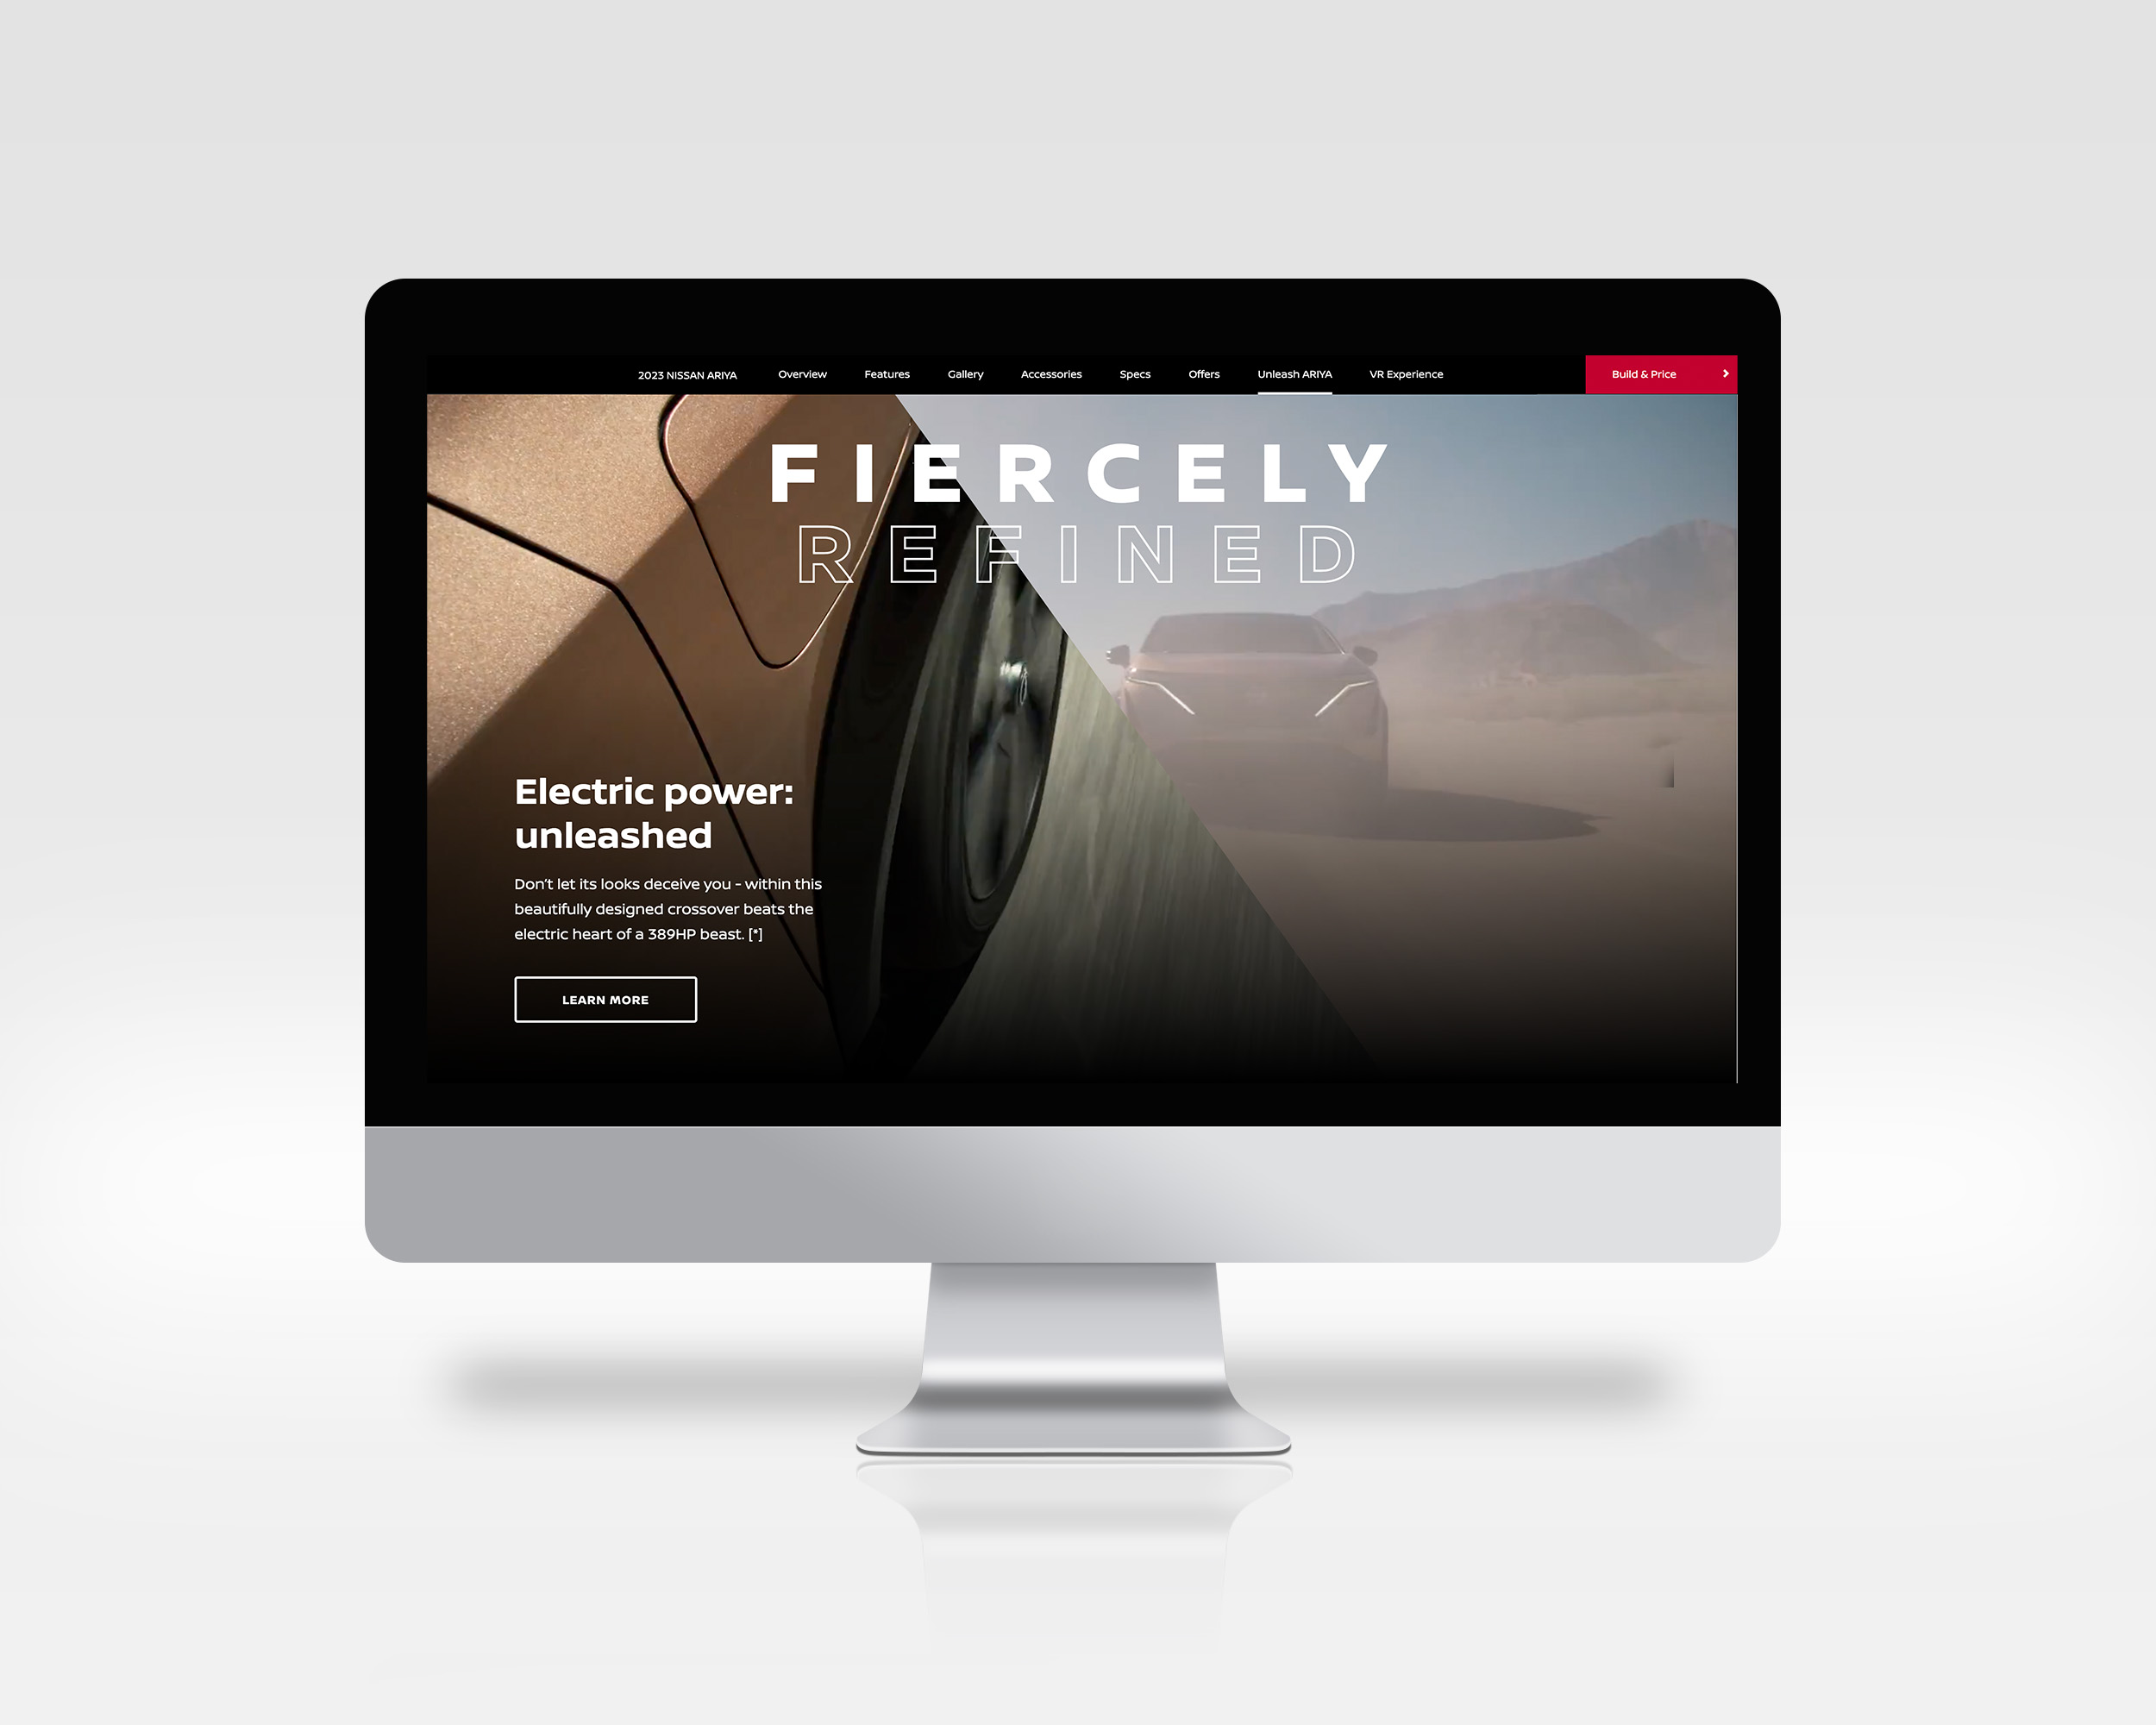 2023 NISSAN ARIYA Overview Features Gallery Accessories Specs Offers Unleash ARIYA VR Experience Build & Price
FIERCELY
REFINED
Electric power:
unleashed
Don't let its looks deceive you - within this
beautifully designed crossover beats the
electric heart of a 389HP beast. [*]
LEARN MORE